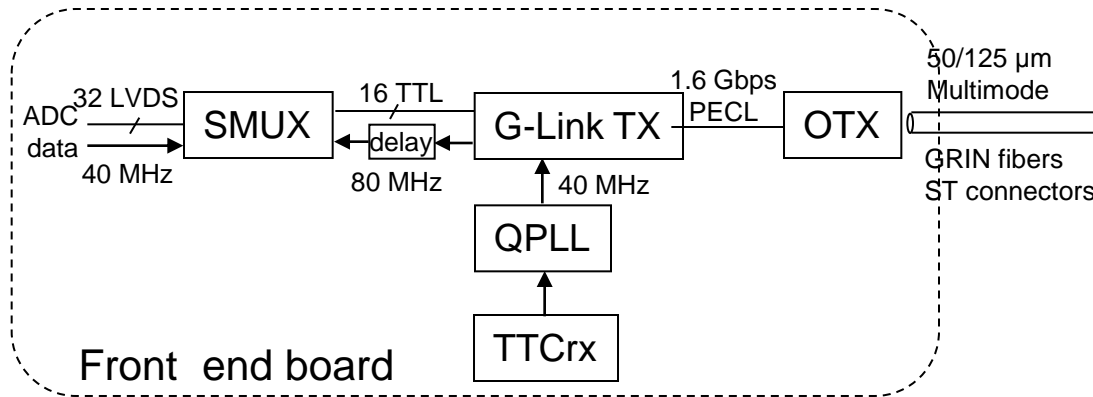 32 LVDS
ADC
data
40 MHz
SMUX
16 TTL
delay
80 MHz
G-Link TX
40 MHz
QPLL
TTCrx
1.6 Gbps
PECL
OTX
50/125 µm
Multimode
GRIN fibers
ST connectors
Front end board